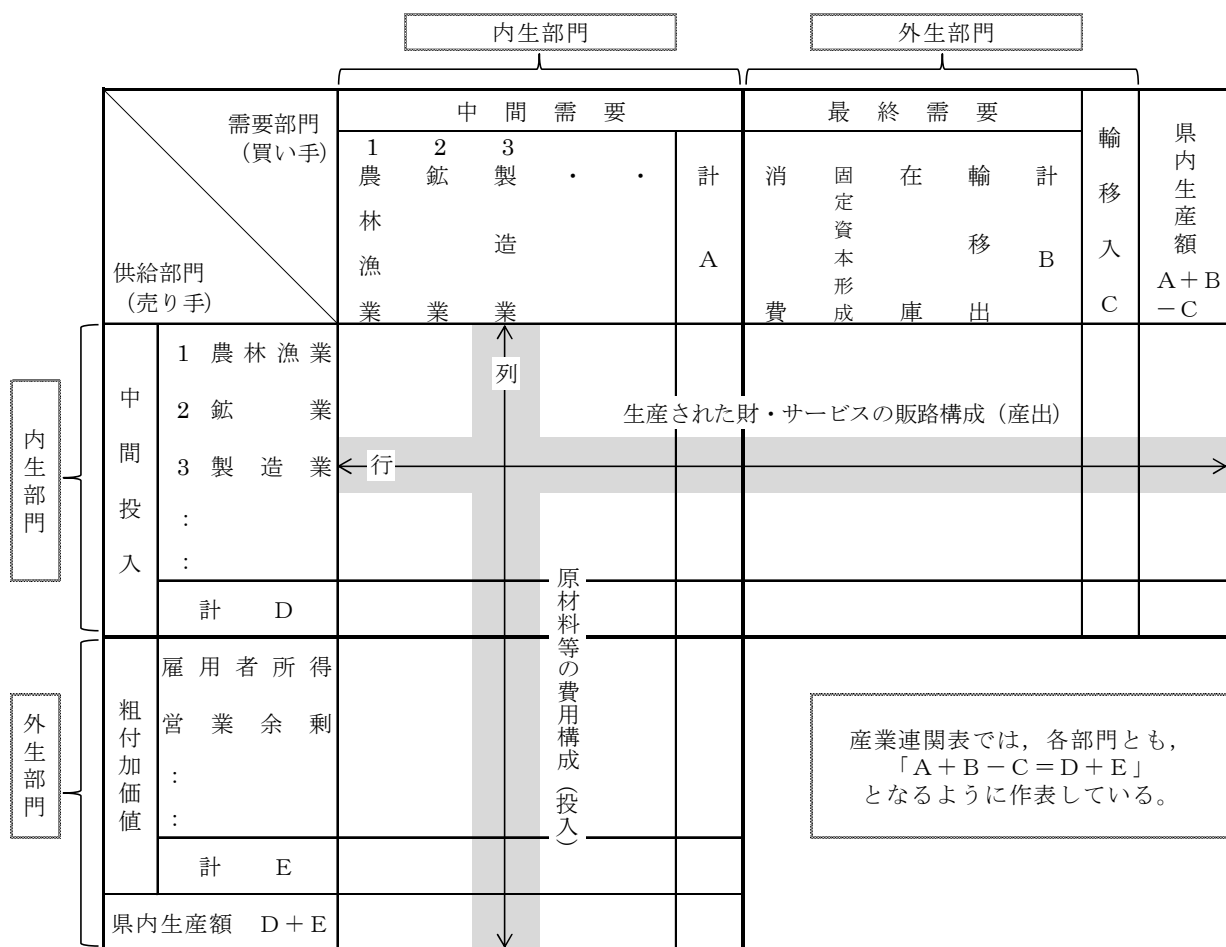 内生部門
外生部門
需要部門
(買い手)
供給部門
(売り手)
中間需要
1 農林漁業
2 鉱業
3 製造業
・
・
計 A
最終需要
消費
固定資本形成
在庫
輸移出
計 B
輸移入 C
県内生産額
A+B
-C
内生部門
中間投入
1 農林漁業
2 鉱業
3 製造業
:
:
計 D
列
行
生産された財・サービスの販路構成(産出)
原材料等の費用構成(投入)
外生部門
粗付加価値
雇用者所得
営業余剰
:
:
計 E
県内生産額 D+E
産業連関表では,各部門とも,
「A+B-C=D+E」
となるように作表している。